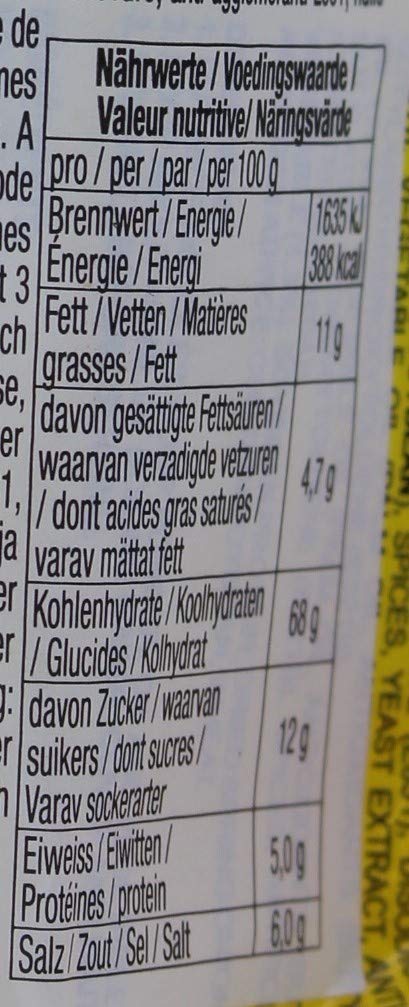 de
Nährwerte / Voedingswaarde /
Valeur nutritive/ Näringsvärde
pro / per / par / per 100 g
Brennwert / Energie / 1635 kJ
Énergie / Energi 388 kcal
Fett / Vetten / Matières
grasses / Fett 11 g
davon gesättigte Fettsäuren /
waarvan verzadigde vetzuren
/ dont acides gras saturés / 4,7 g
varav mättat fett
Kohlenhydrate / Koolhydraten
/ Glucides / Kolhydrat 68 g
davon Zucker / waarvan
suikers / dont sucres / 12 g
Varav sockerarter
Eiweiss / Eiwitten /
Protéines / protein 5,0 g
Salz / Zout / Sel / Salt 6,0 g
SPICES, YEAST EXTRACT,